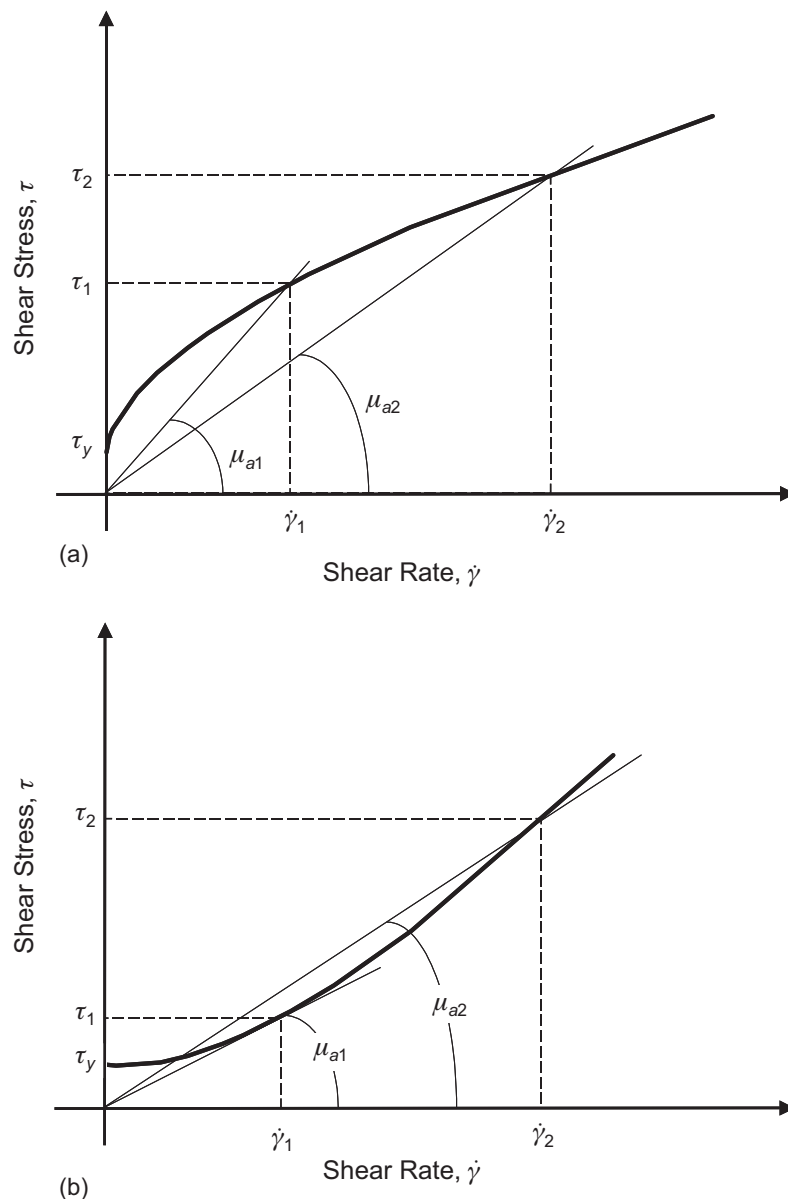 Shear Stress, τ
τ₂
τ₁
τy
μa1
μa2
γ̇₁
γ̇₂
(a)
Shear Rate, γ̇
Shear Stress, τ
τ₂
τ₁
τy
μa1
μa2
γ̇₁
γ̇₂
Shear Rate, γ̇
(b)